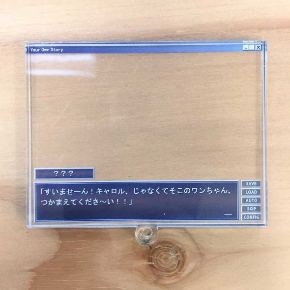 Your Own Story
？？？
「すいませーん！キャロル、じゃなくてそこのワンちゃん、
つかまえてくださ〜い！！」
SAVE
LOAD
AUTO
SKIP
CONFIG